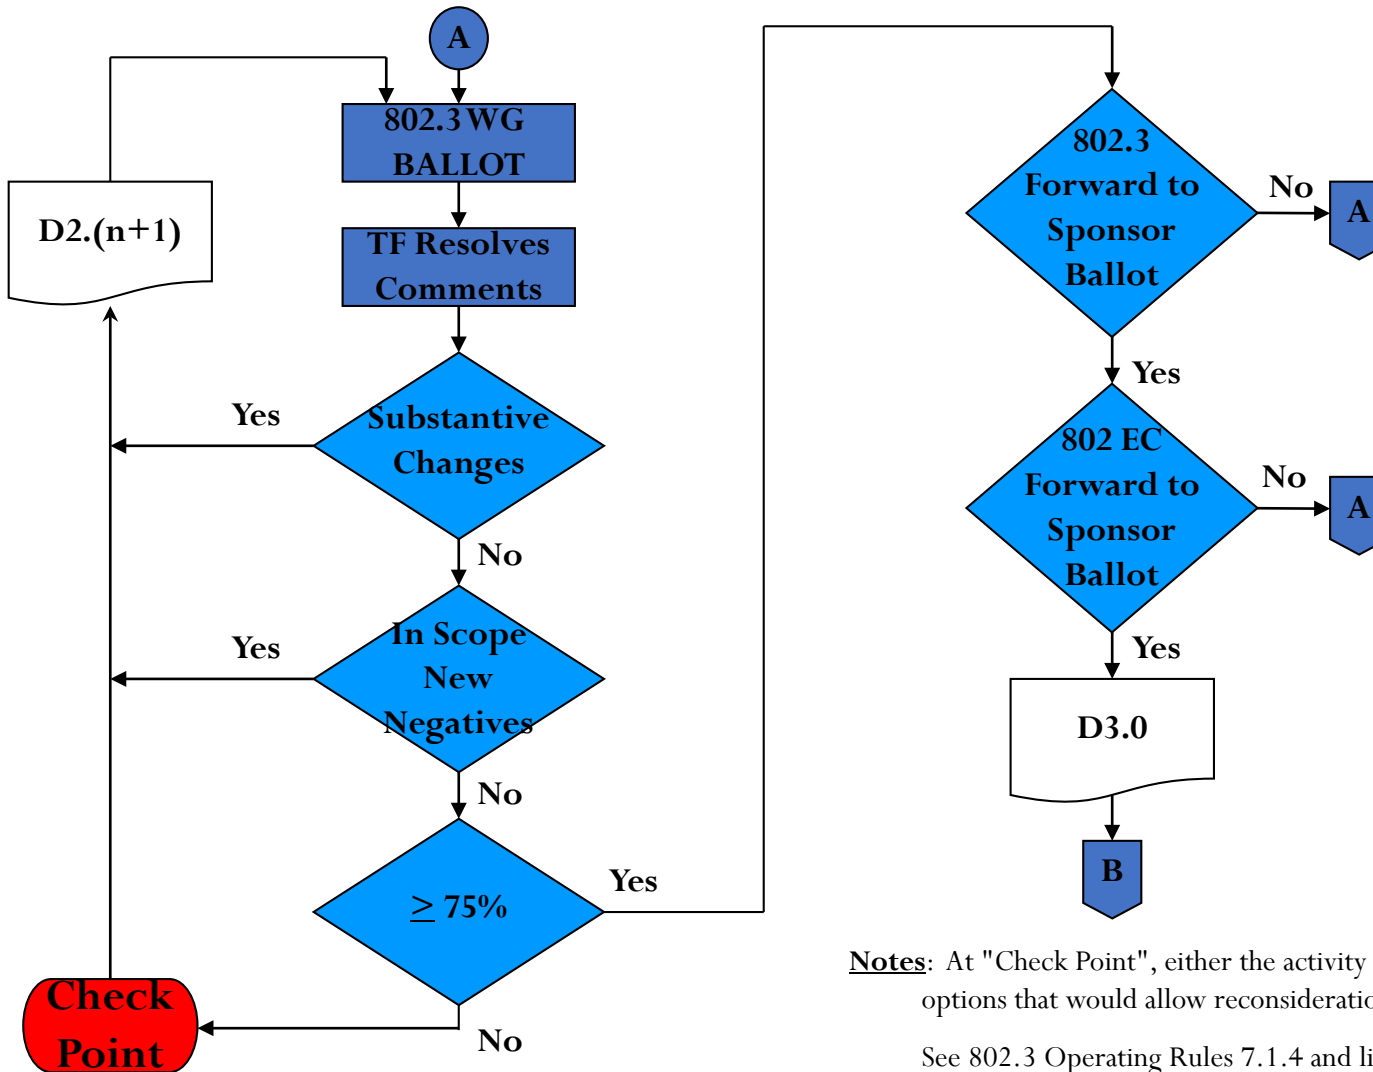 A
802.3 WG
BALLOT
D2.(n+1)
TF Resolves
Comments
Yes
Substantive
Changes
No
Yes
In Scope
New
Negatives
No
≥ 75%
Yes
Check
Point
No
802.3
Forward to
Sponsor
Ballot
No
A
Yes
802 EC
Forward to
Sponsor
Ballot
No
A
Yes
D3.0
B
Notes: At "Check Point", either the activity
options that would allow
See 802.3 Operating Rules 7.1.4 and